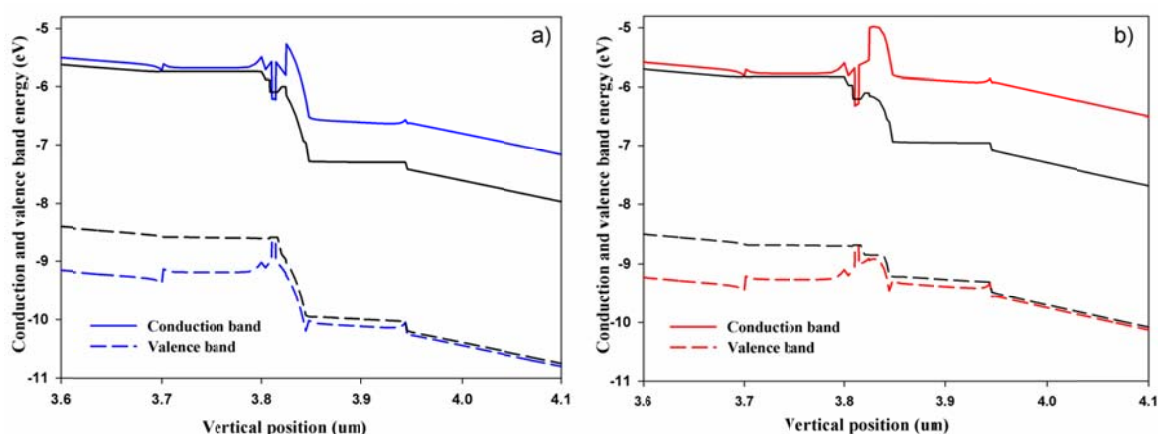 a)
Conduction and valence band energy (eV)
-5
-6
-7
-8
-9
-10
-11
Conduction band
Valence band
3.6 3.7 3.8 3.9 4.0 4.1
Vertical position (um)
b)
Conduction and valence band energy (eV)
-5
-6
-7
-8
-9
-10
-11
Conduction band
Valence band
3.6 3.7 3.8 3.9 4.0 4.1
Vertical position (um)